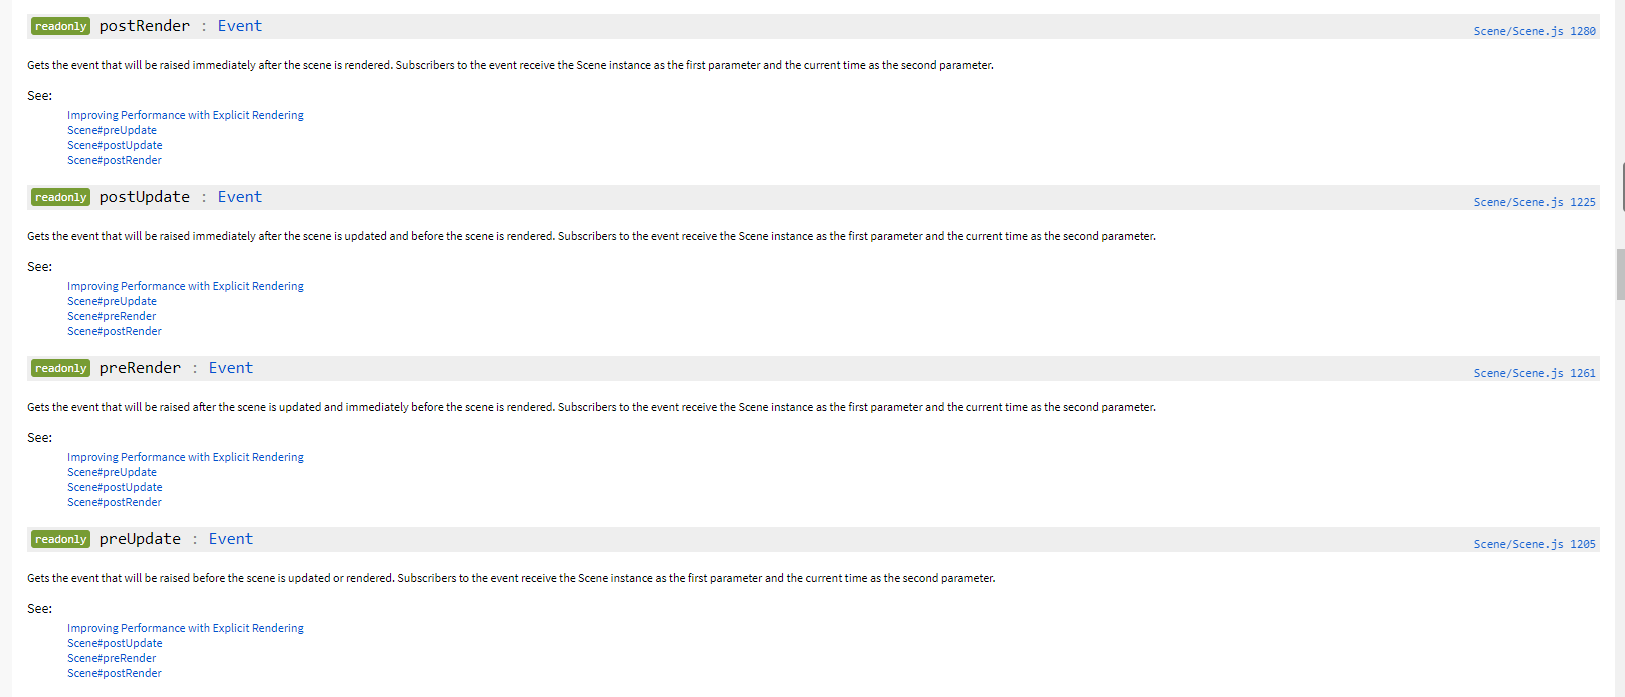 readonly postRender : Event
Scene/Scene.js 1280
Gets the event that will be raised immediately after the scene is rendered. Subscribers to the event receive the Scene instance as the first parameter and the current time as the second parameter.
See:
Improving Performance with Explicit Rendering
Scene#preUpdate
Scene#postUpdate
Scene#postRender
readonly postUpdate : Event
Scene/Scene.js 1225
Gets the event that will be raised immediately after the scene is updated and before the scene is rendered. Subscribers to the event receive the Scene instance as the first parameter and the current time as the second parameter.
See:
Improving Performance with Explicit Rendering
Scene#preUpdate
Scene#preRender
Scene#postRender
readonly preRender : Event
Scene/Scene.js 1261
Gets the event that will be raised after the scene is updated and immediately before the scene is rendered. Subscribers to the event receive the Scene instance as the first parameter and the current time as the second parameter.
See:
Improving Performance with Explicit Rendering
Scene#preUpdate
Scene#postUpdate
Scene#postRender
readonly preUpdate : Event
Scene/Scene.js 1205
Gets the event that will be raised before the scene is updated or rendered. Subscribers to the event receive the Scene instance as the first parameter and the current time as the second parameter.
See:
Improving Performance with Explicit Rendering
Scene#postUpdate
Scene#preRender
Scene#postRender